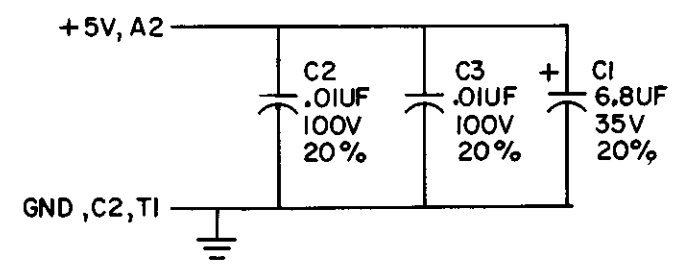 +5V, A2
C2
.01UF
100V
20%
C3
.01UF
100V
20%
+
C1
6.8UF
35V
20%
GND ,C2,T1